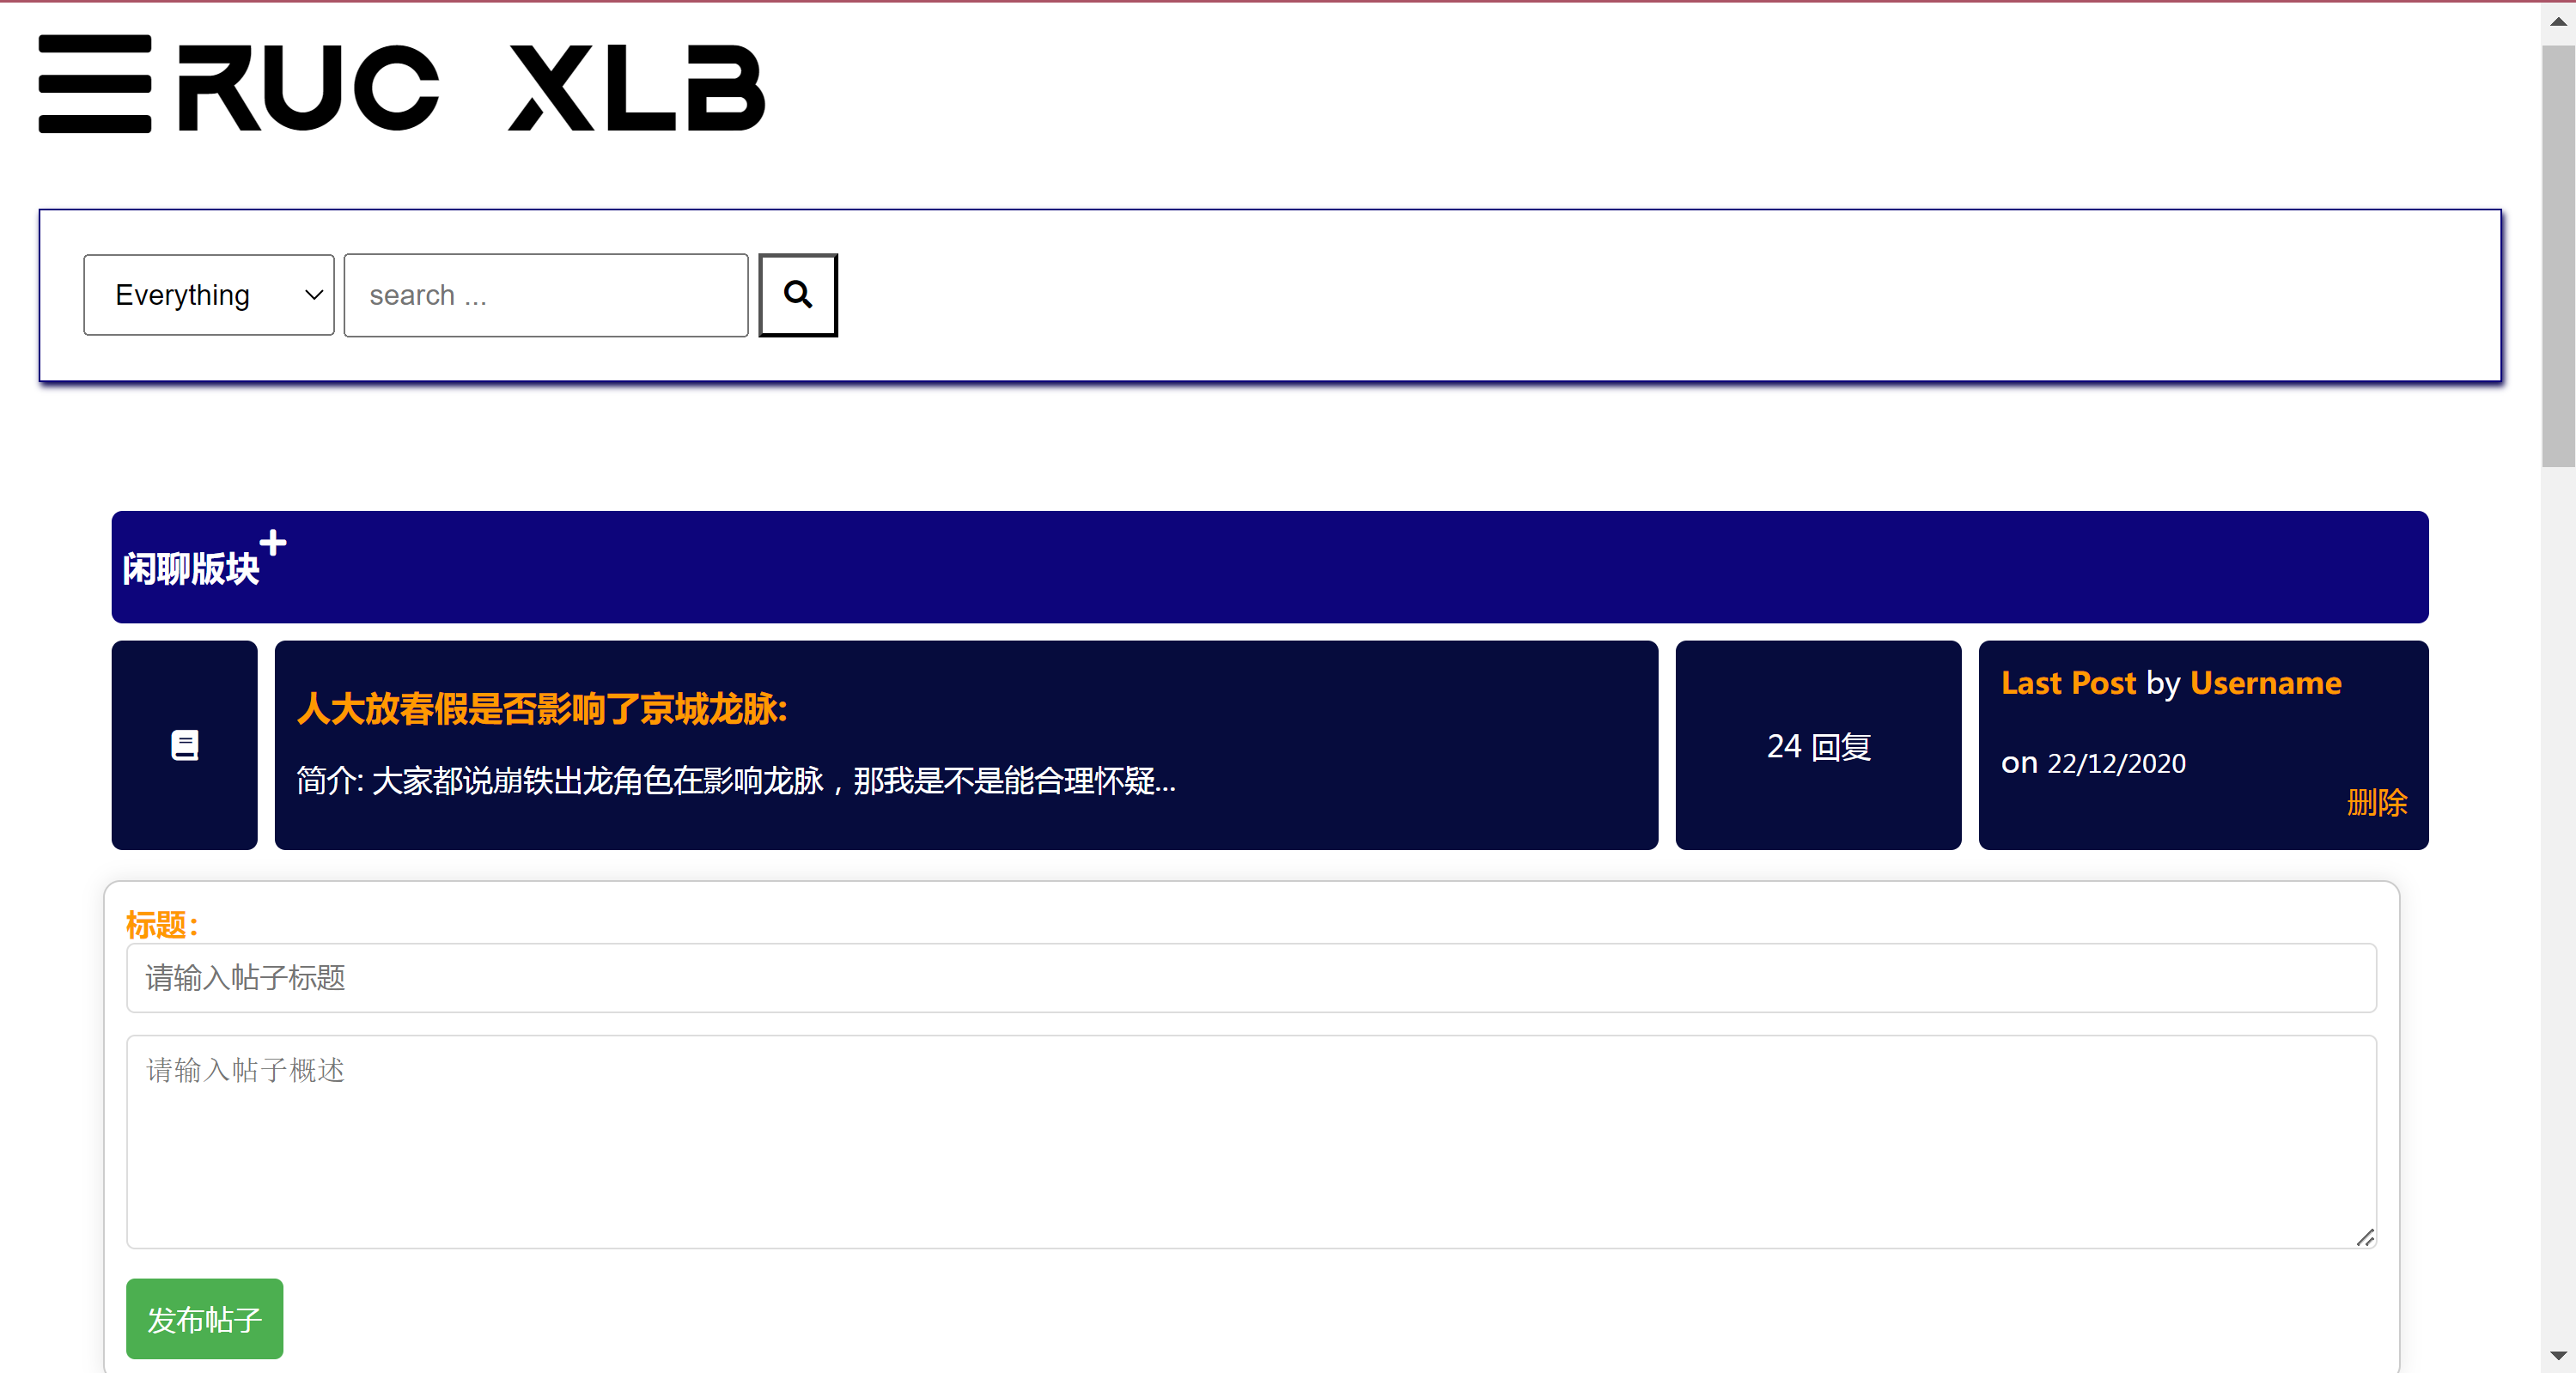 RUC XLB
Everything
search ...
闲聊版块
人大放春假是否影响了京城龙脉:
简介: 大家都说崩铁出龙角色在影响龙脉，那我是不是能合理怀疑...
24 回复
Last Post by Username
on 22/12/2020
删除
标题：
请输入帖子标题
请输入帖子概述
发布帖子